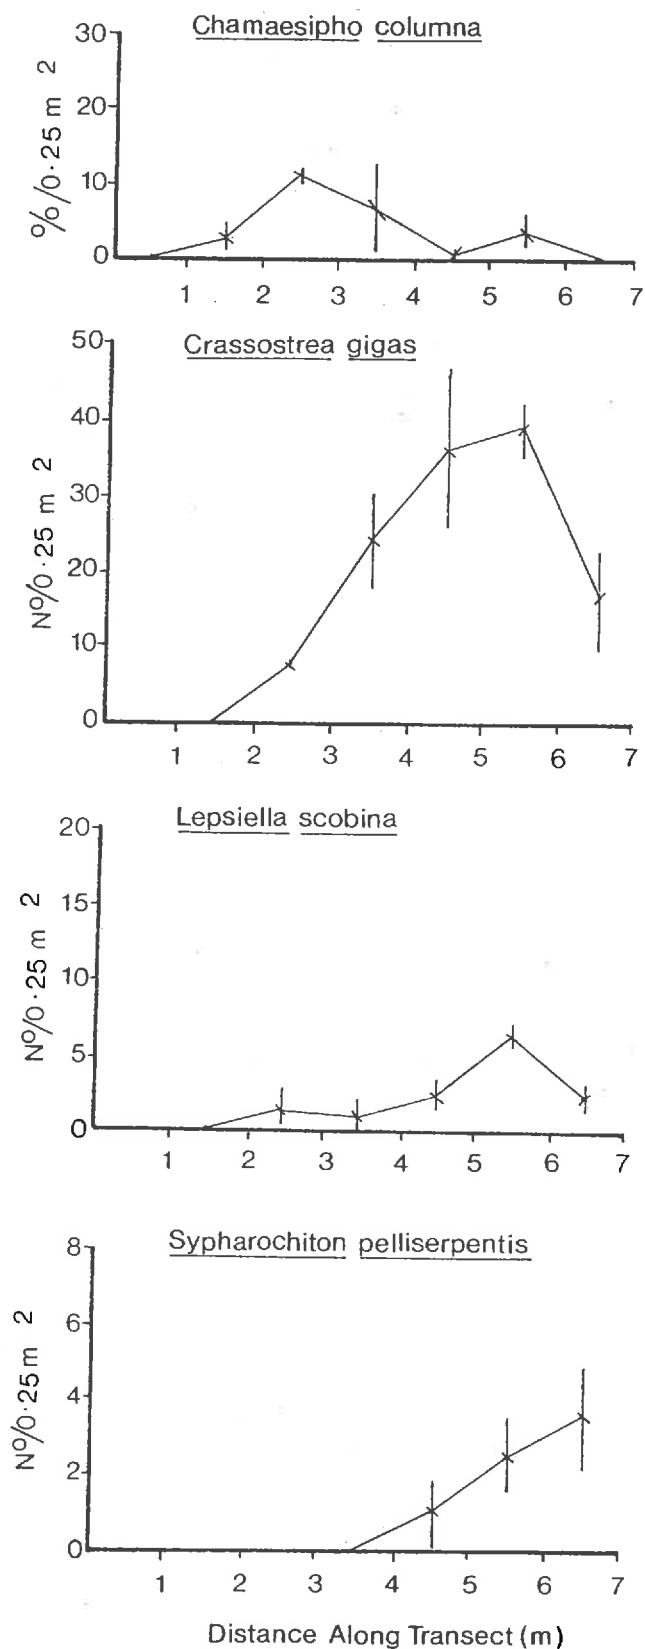 Chamaesipho columna
%/0·25 m 2
30
20
10
0
1 2 3 4 5 6 7
Crassostrea gigas
Nº/0·25 m 2
50
40
30
20
10
0
1 2 3 4 5 6 7
Lepsiella scobina
Nº/0·25 m 2
20
15
10
5
0
1 2 3 4 5 6 7
Sypharochiton pelliserpentis
Nº/0·25 m 2
8
6
4
2
0
1 2 3 4 5 6 7
Distance Along Transect (m)